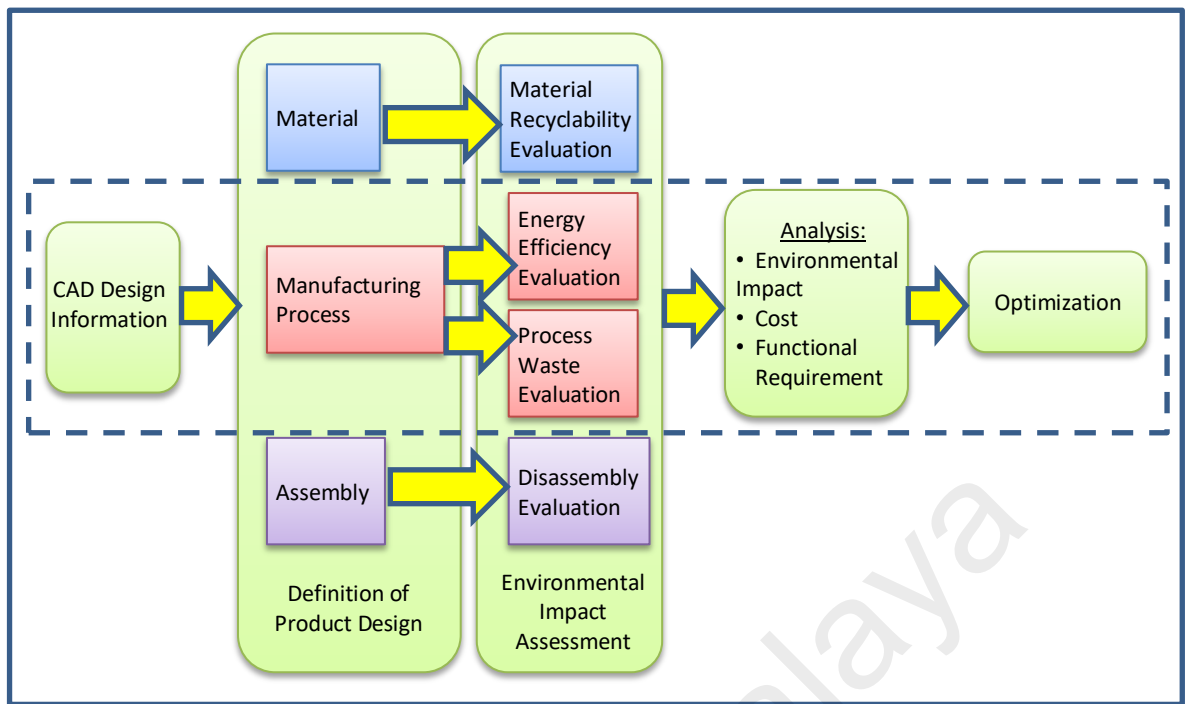 Material
Material
Recyclability
Evaluation
CAD Design
Information
Manufacturing
Process
Energy
Efficiency
Evaluation
Process
Waste
Evaluation
Analysis:
• Environmental
Impact
• Cost
• Functional
Requirement
Optimization
Assembly
Disassembly
Evaluation
Definition of
Product Design
Environmental
Impact
Assessment
alaya